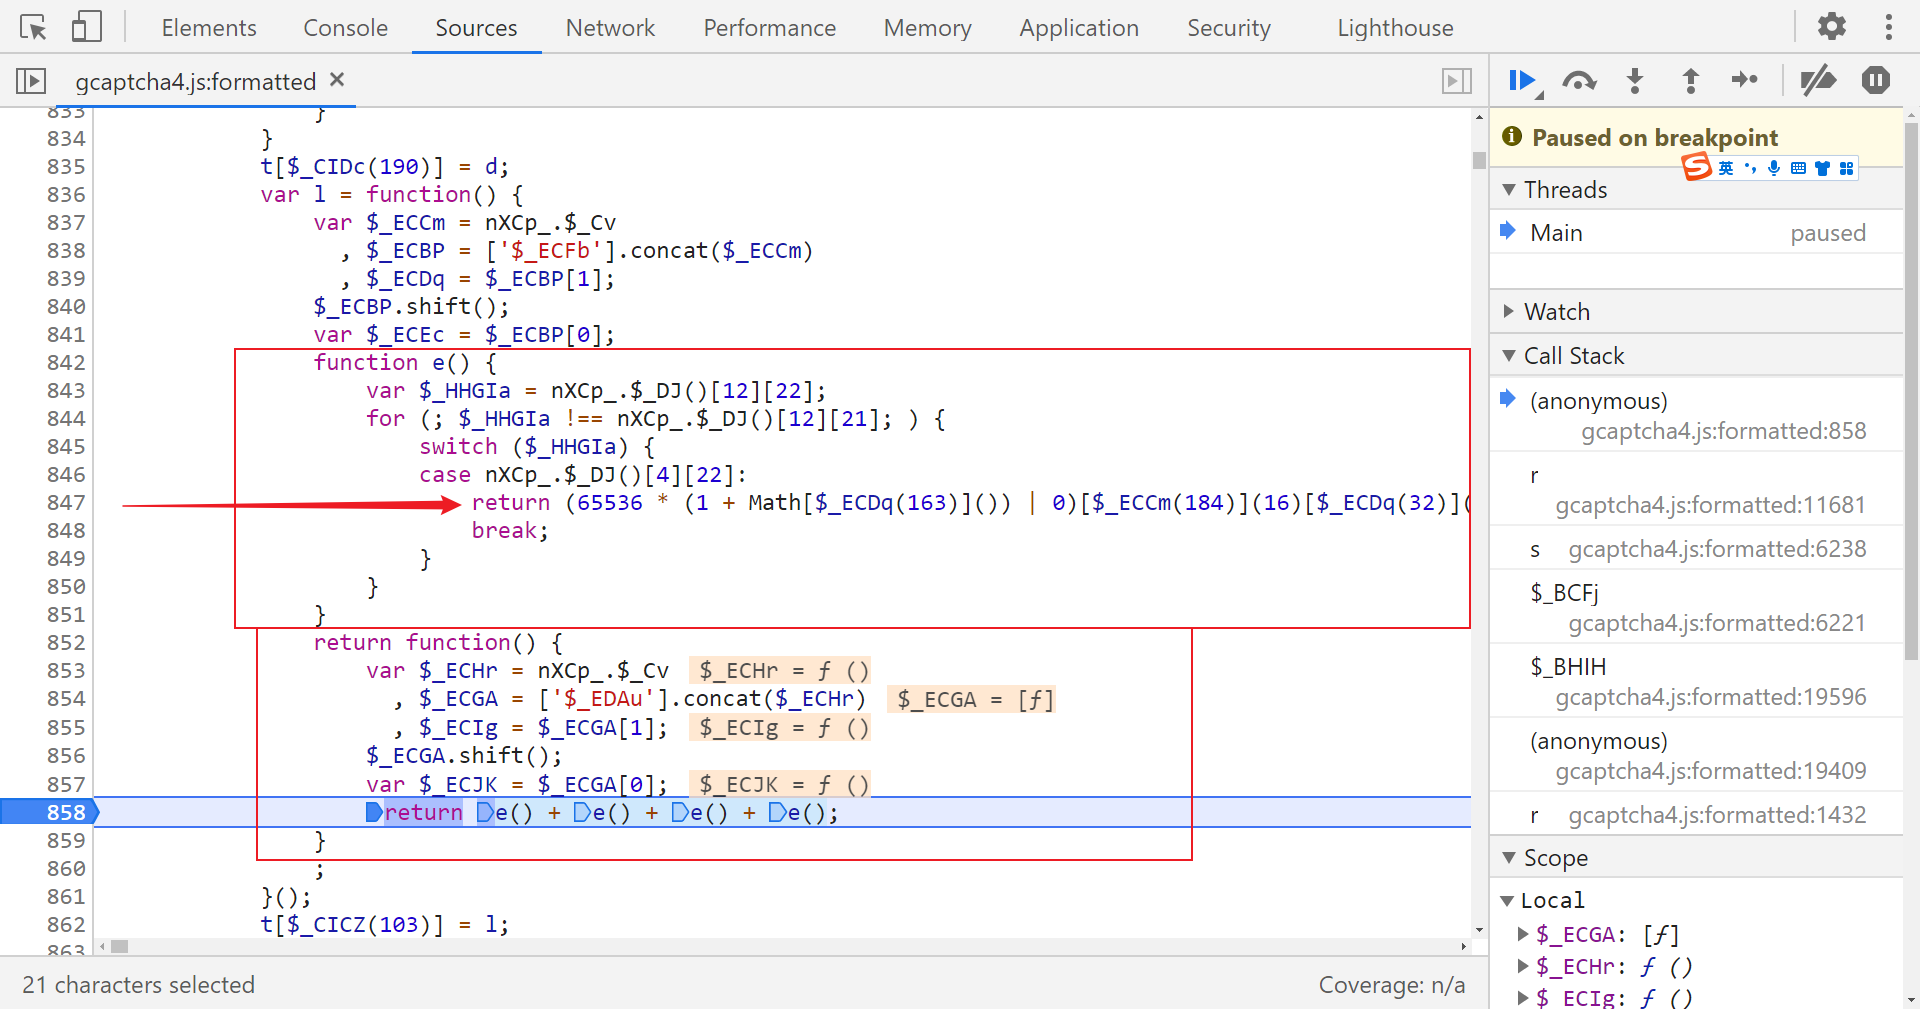 Elements Console Sources Network Performance Memory Application Security Lighthouse
gcaptcha4.js:formatted ×
833 }
834 }
835 t[$_CIDc(190)] = d;
836 var l = function() {
837 var $_ECCm = nXCp_.$_Cv
838 , $_ECBP = ['$_ECFb'].concat($_ECCm)
839 , $_ECDq = $_ECBP[1];
840 $_ECBP.shift();
841 var $_ECEc = $_ECBP[0];
842 function e() {
843 var $_HHGIa = nXCp_.$_DJ()[12][22];
844 for (; $_HHGIa !== nXCp_.$_DJ()[12][21]; ) {
845 switch ($_HHGIa) {
846 case nXCp_.$_DJ()[4][22]:
847 return (65536 * (1 + Math[$_ECDq(163)]()) | 0)[$_ECCm(184)](16)[$_ECDq(32)](
848 break;
849 }
850 }
851 }
852 return function() {
853 var $_ECHr = nXCp_.$_Cv $_ECHr = ƒ ()
854 , $_ECGA = ['$_EDAu'].concat($_ECHr) $_ECGA = [ƒ]
855 , $_ECIg = $_ECGA[1]; $_ECIg = ƒ ()
856 $_ECGA.shift();
857 var $_ECJK = $_ECGA[0]; $_ECJK = ƒ ()
858 return e() + e() + e() + e();
859 }
860 ;
861 }();
862 t[$_CICZ(103)] = l;
863
21 characters selected
Coverage: n/a
Paused on breakpoint
英
Threads
Main paused
Watch
Call Stack
(anonymous)
gcaptcha4.js:formatted:858
r
gcaptcha4.js:formatted:11681
s gcaptcha4.js:formatted:6238
$_BCFj
gcaptcha4.js:formatted:6221
$_BHIH
gcaptcha4.js:formatted:19596
(anonymous)
gcaptcha4.js:formatted:19409
r gcaptcha4.js:formatted:1432
Scope
Local
$_ECGA: [ƒ]
$_ECHr: ƒ ()
$_ECIg: ƒ ()